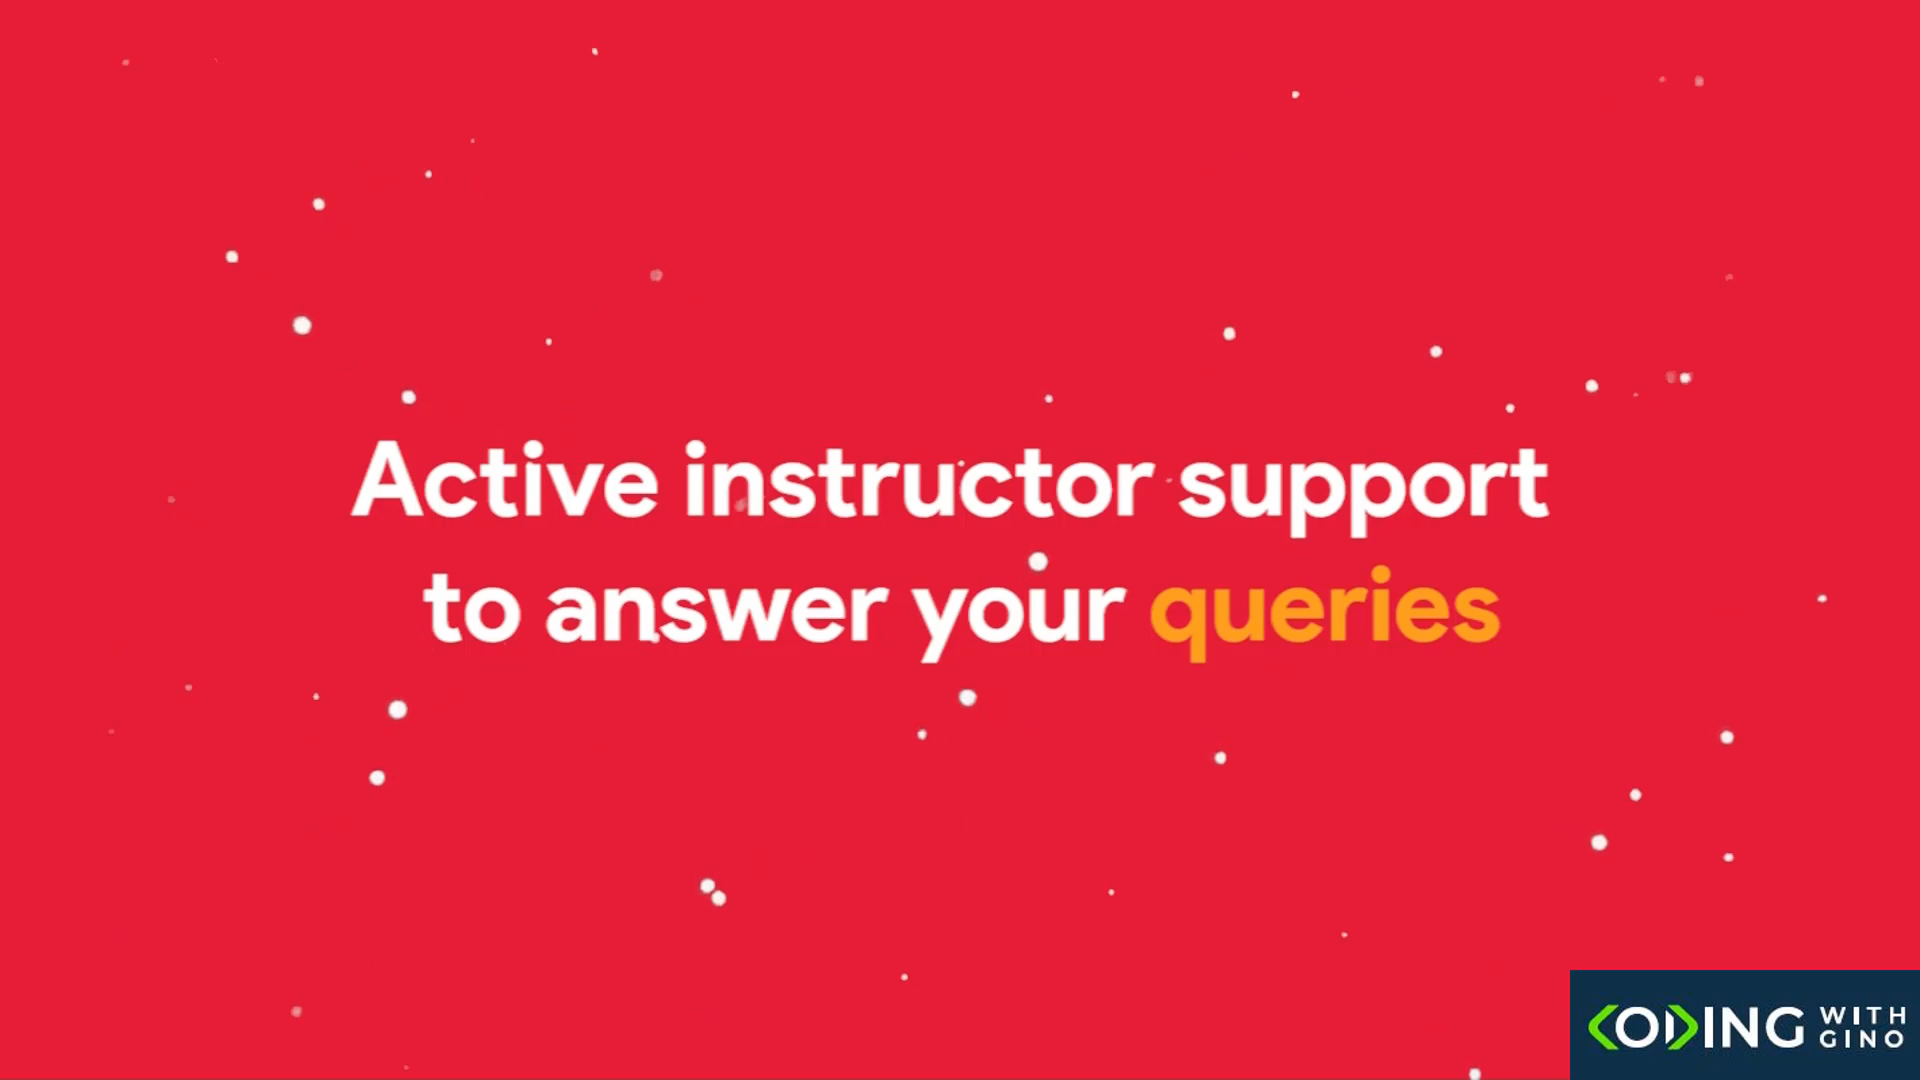 Active instructor support
to answer your queries
CODING WITH
GINO